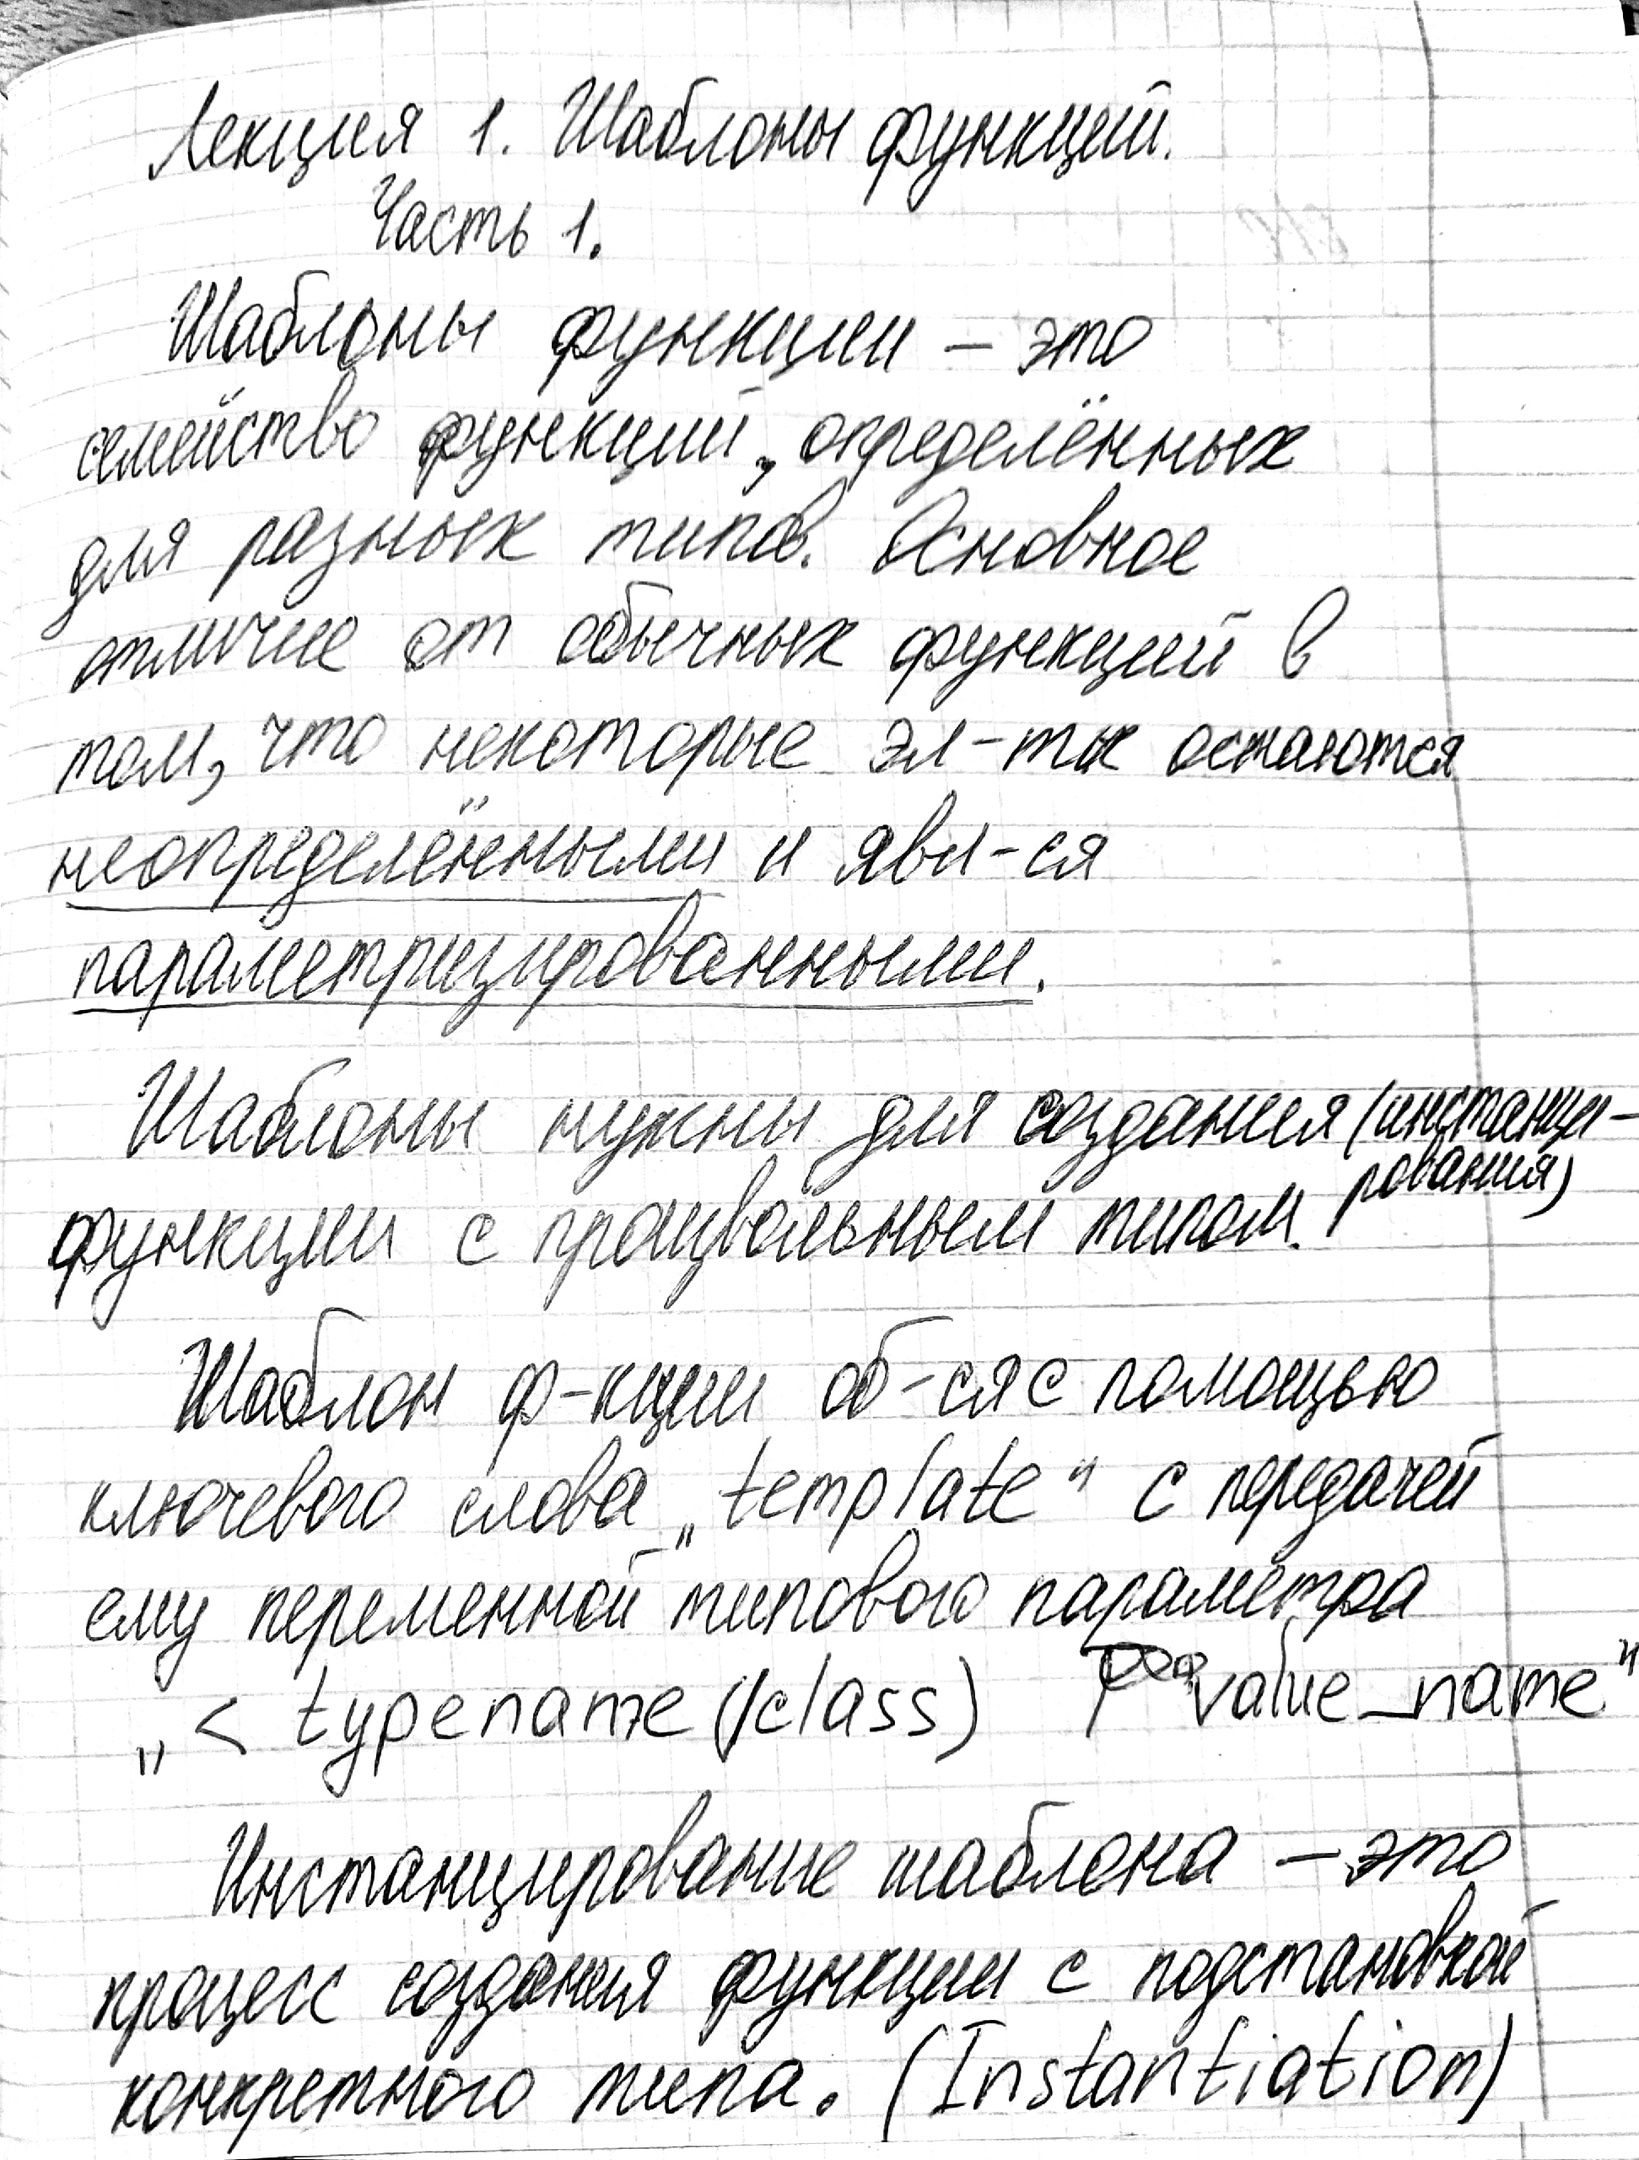 Лекция 1. Шаблоны функций.
Часть 1.
Шаблоны функции – это
семейство функций, определённых
для разных типов. Основное
отличие от обычных функций в
том, что некоторые эл-ты остаются
неопределёнными и явл-ся
параметризированными.
Шаблоны нужны для создания (инстанци-
рования)
функции с произвольным типом.
Шаблон ф-кции об-ся с помощью
ключевого слова „template" с передачей
ему переменной типового параметра
„< typename (/class) value_name"
Инстанцирование шаблона – это
процесс создания функции с подстановкой
конкретного типа. (Instantiation)